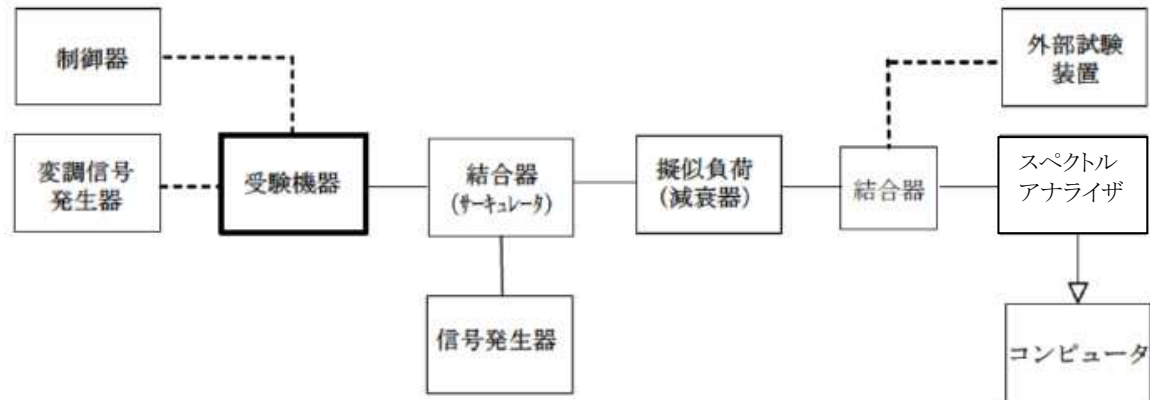 制御器
外部試験
装置
変調信号
発生器
受験機器
結合器
(サーキュレータ)
擬似負荷
(減衰器)
結合器
スペクトル
アナライザ
信号発生器
コンピュータ